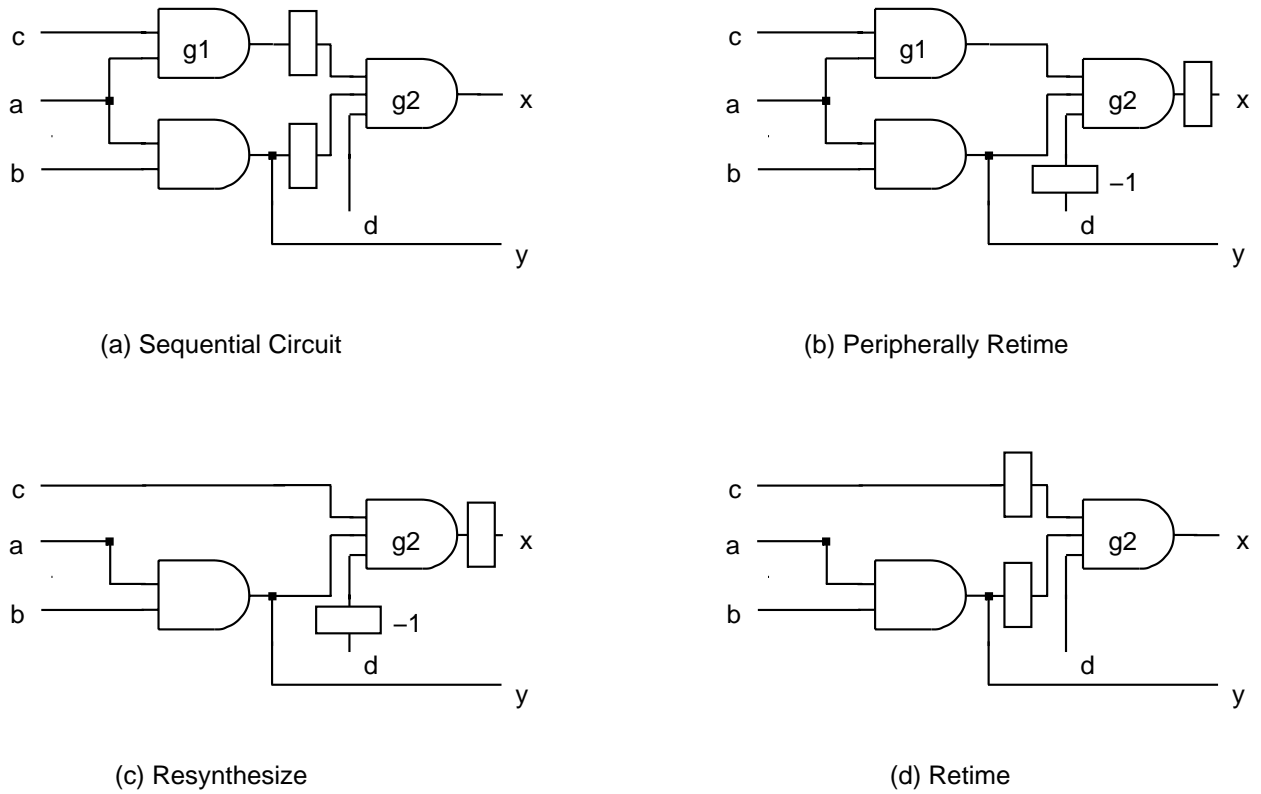 c
g1
a
g2
x
b
d
y
(a) Sequential Circuit
c
g1
a
g2
x
b
–1
d
y
(b) Peripherally Retime
c
a
g2
x
b
–1
d
y
(c) Resynthesize
c
a
g2
x
b
d
y
(d) Retime